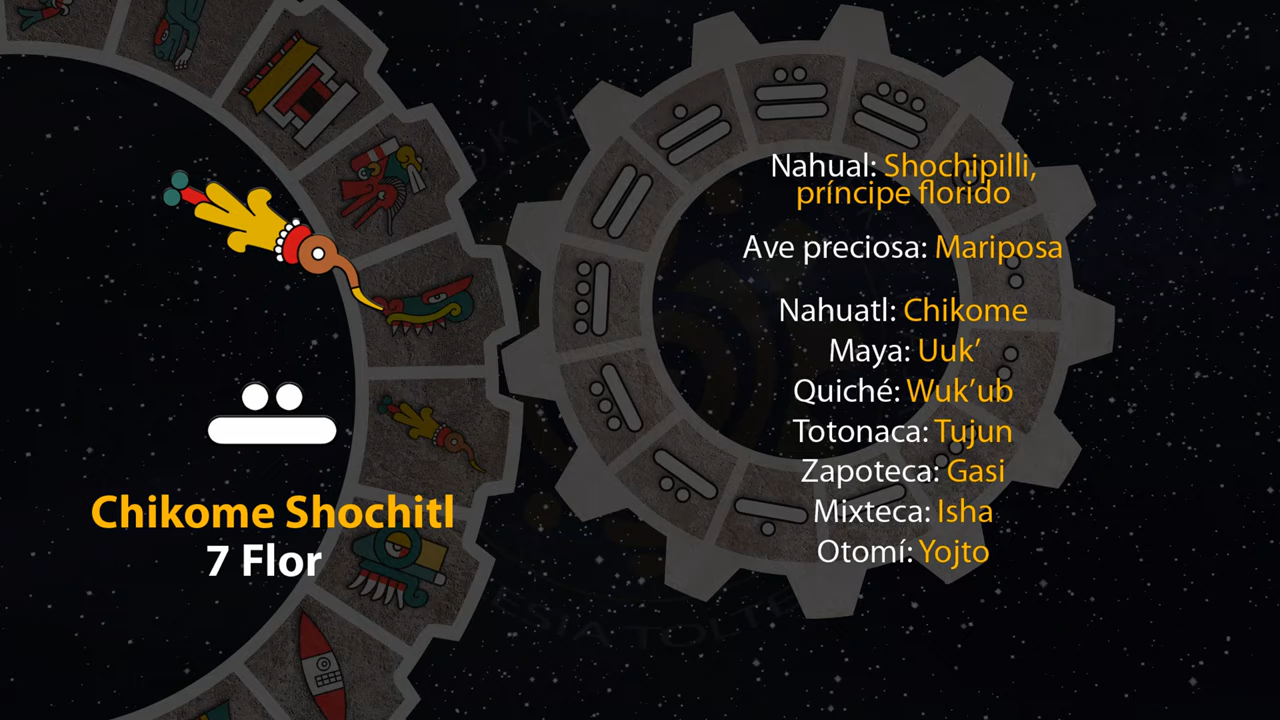 Nahual: Shochipilli,
príncipe florido
Ave preciosa: Mariposa
Nahuatl: Chikome
Maya: Uuk’
Quiché: Wuk’ub
Totonaca: Tujun
Zapoteca: Gasi
Mixteca: Isha
Otomí: Yojto
Chikome Shochitl
7 Flor